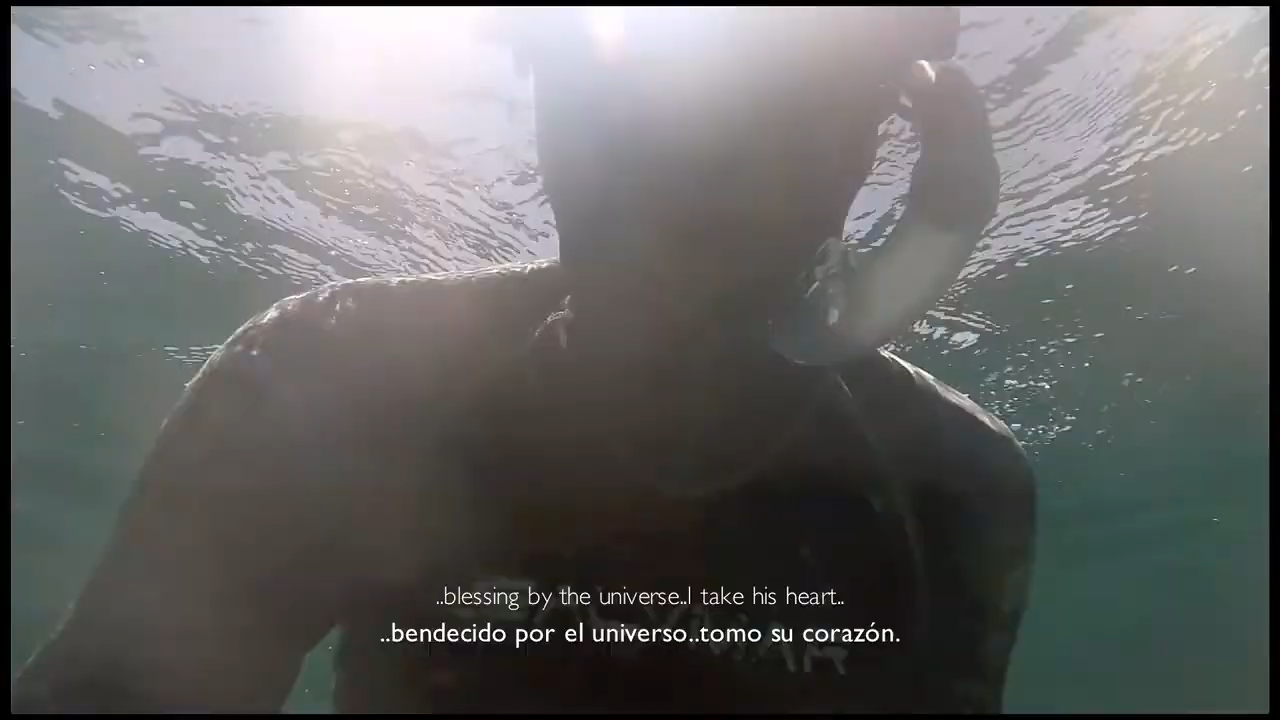 ..blessing by the universe..I take his heart..
..bendecido por el universo..tomo su corazón.